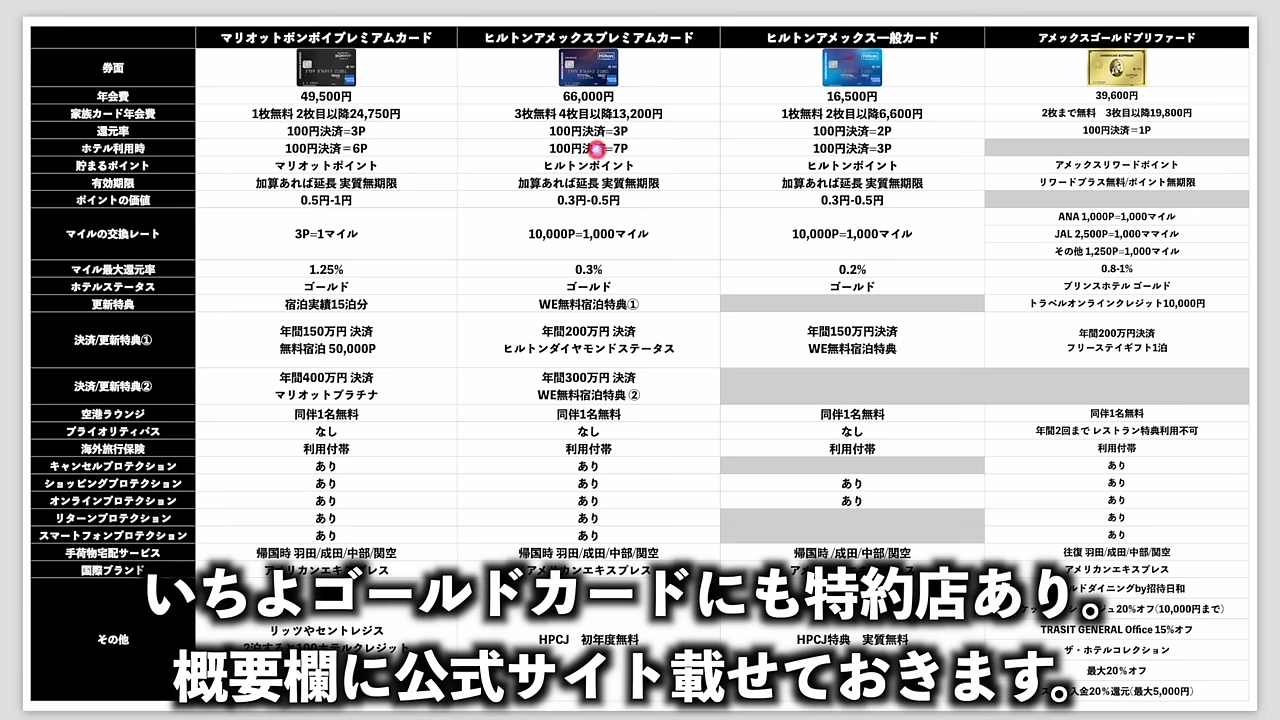 マリオットボンボイプレミアムカード ヒルトンアメックスプレミアムカード ヒルトンアメックス一般カード アメックスゴールドプリファード
券面
年会費 49,500円 66,000円 16,500円 39,600円
家族カード年会費 1枚無料 2枚目以降24,750円 3枚無料 4枚目以降13,200円 1枚無料 2枚目以降6,600円 2枚まで無料 3枚目以降19,800円
還元率 100円決済=3P 100円決済=3P 100円決済=2P 100円決済=1P
ホテル利用時 100円決済=6P 100円決 =7P 100円決済=3P
貯まるポイント マリオットポイント ヒルトンポイント ヒルトンポイント アメックスリワードポイント
有効期限 加算あれば延長 実質無期限 加算あれば延長 実質無期限 加算あれば延長 実質無期限 リワードプラス無料/ポイント無期限
ポイントの価値 0.5円-1円 0.3円-0.5円 0.3円-0.5円
マイルの交換レート 3P=1マイル 10,000P=1,000マイル 10,000P=1,000マイル
ANA 1,000P=1,000マイル
JAL 2,500P=1,000ママイル
その他 1,250P=1,000マイル
マイル最大還元率 1.25% 0.3% 0.2% 0.8-1%
ホテルステータス ゴールド ゴールド ゴールド プリンスホテル ゴールド
更新特典 宿泊実績15泊分 WE無料宿泊特典① トラベルオンラインクレジット10,000円
決済/更新特典①
年間150万円 決済 年間200万円 決済 年間150万円決済 年間200万円決済
無料宿泊 50,000P ヒルトンダイヤモンドステータス WE無料宿泊特典 フリーステイギフト1泊
決済/更新特典②
年間400万円 決済 年間300万円 決済
マリオットプラチナ WE無料宿泊特典 ②
空港ラウンジ 同伴1名無料 同伴1名無料 同伴1名無料 同伴1名無料
プライオリティパス なし なし なし 年間2回まで レストラン特典利用不可
海外旅行保険 利用付帯 利用付帯 利用付帯 利用付帯
キャンセルプロテクション あり あり あり
ショッピングプロテクション あり あり あり あり
オンラインプロテクション あり あり あり あり
リターンプロテクション あり あり あり
スマートフォンプロテクション あり あり あり
手荷物宅配サービス 帰国時 羽田/成田/中部/関空 帰国時 羽田/成田/中部/関空 帰国時 /成田/中部/関空 往復 羽田/成田/中部/関空
国際ブランド アメリカンエキスプレス
その他
ルドダイニングby招待日和
20%オフ(10,000円まで)
リッツやセントレジス
HPCJ 初年度無料 HPCJ特典 実質無料
TRASIT GENERAL Office 15%オフ
ザ・ホテルコレクション
最大20%オフ
入金20%還元(最大5,000円)
いちよゴールドカードにも特約店あり。
概要欄に公式サイト載せておきます。